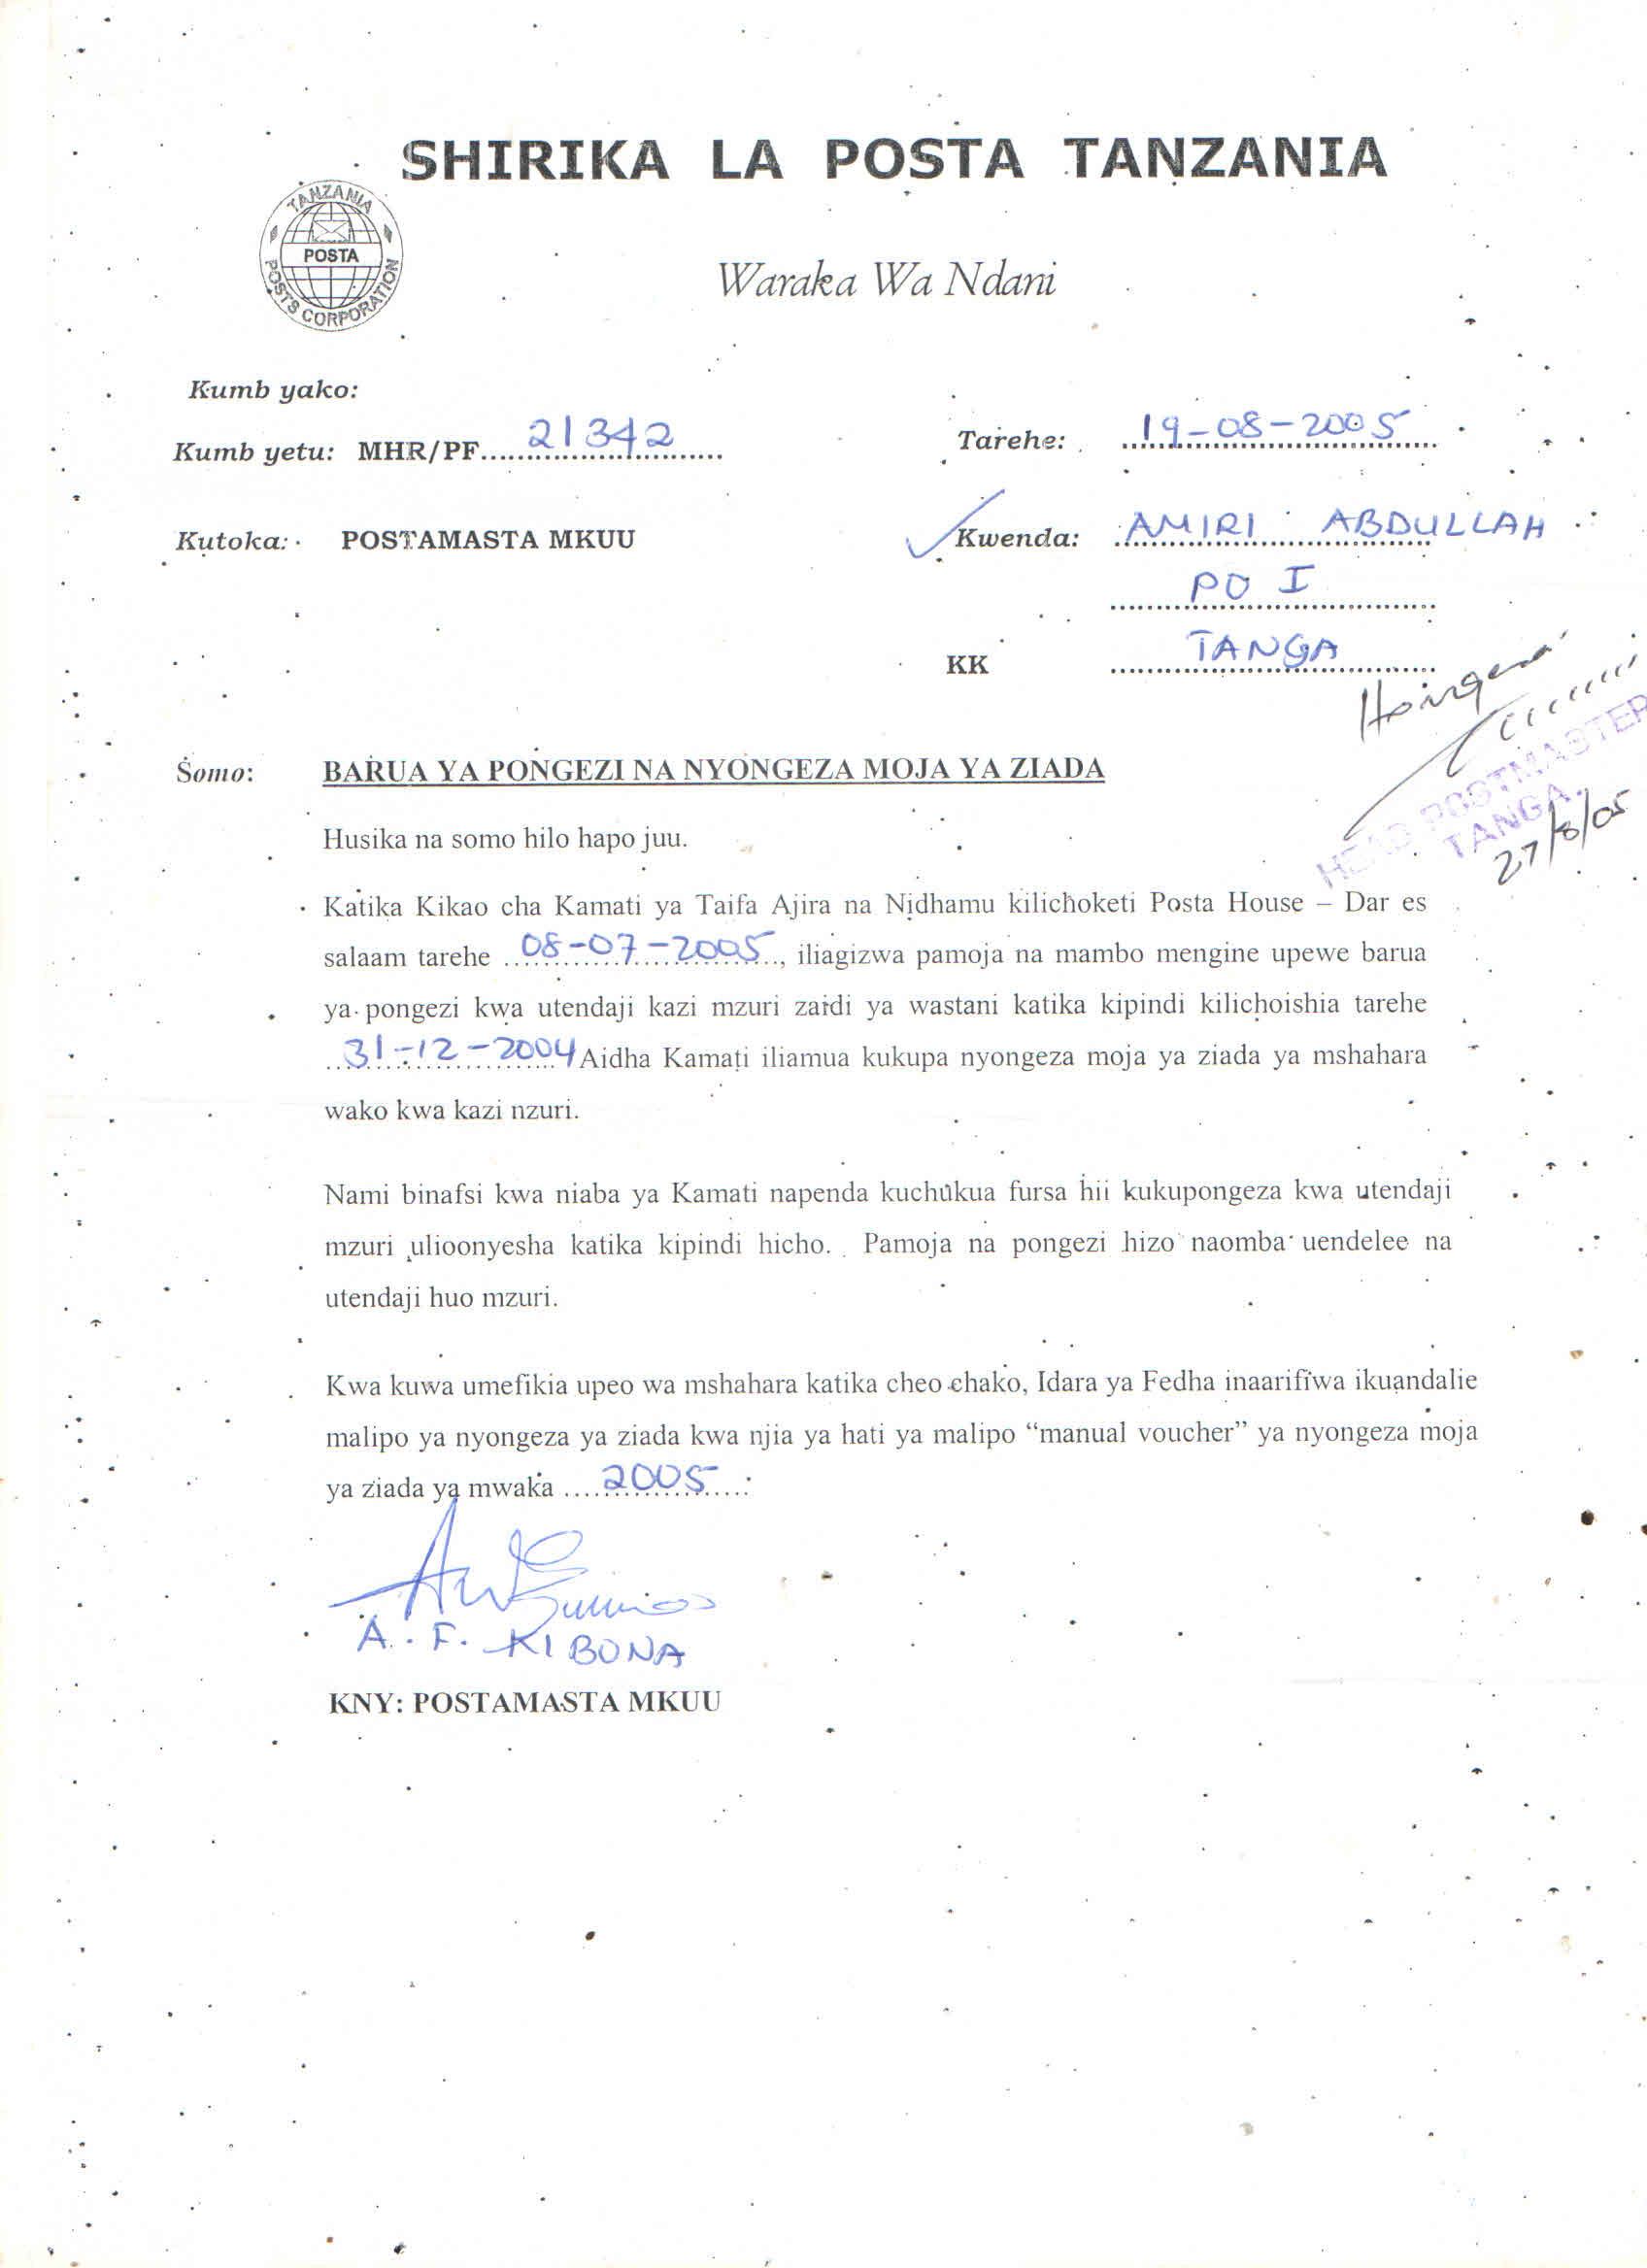 SHIRIKA LA POSTA TANZANIA
TANZANIA
POSTA
POSTS CORPORATION
Waraka Wa Ndani
Kumb yako:
Kumb yetu: MHR/PF 21342
Tarehe: 19-08-2005
Kutoka: POSTAMASTA MKUU
Kwenda: AMIRI ABDULLAH
PO I
KK TANGA
Hongera
HEAD POSTMASTER
TANGA.
27/8/05
Somo: BARUA YA PONGEZI NA NYONGEZA MOJA YA ZIADA
Husika na somo hilo hapo juu.
Katika Kikao cha Kamati ya Taifa Ajira na Nidhamu kilichoketi Posta House – Dar es
salaam tarehe 08-07-2005, iliagizwa pamoja na mambo mengine upewe barua
ya pongezi kwa utendaji kazi mzuri zaidi ya wastani katika kipindi kilichoishia tarehe
31-12-2004 Aidha Kamati iliamua kukupa nyongeza moja ya ziada ya mshahara
wako kwa kazi nzuri.
Nami binafsi kwa niaba ya Kamati napenda kuchukua fursa hii kukupongeza kwa utendaji
mzuri ulioonyesha katika kipindi hicho. Pamoja na pongezi hizo naomba uendelee na
utendaji huo mzuri.
Kwa kuwa umefikia upeo wa mshahara katika cheo chako, Idara ya Fedha inaarifiwa ikuandalie
malipo ya nyongeza ya ziada kwa njia ya hati ya malipo “manual voucher” ya nyongeza moja
ya ziada ya mwaka 2005.
A. F. KIBONA
KNY: POSTAMASTA MKUU